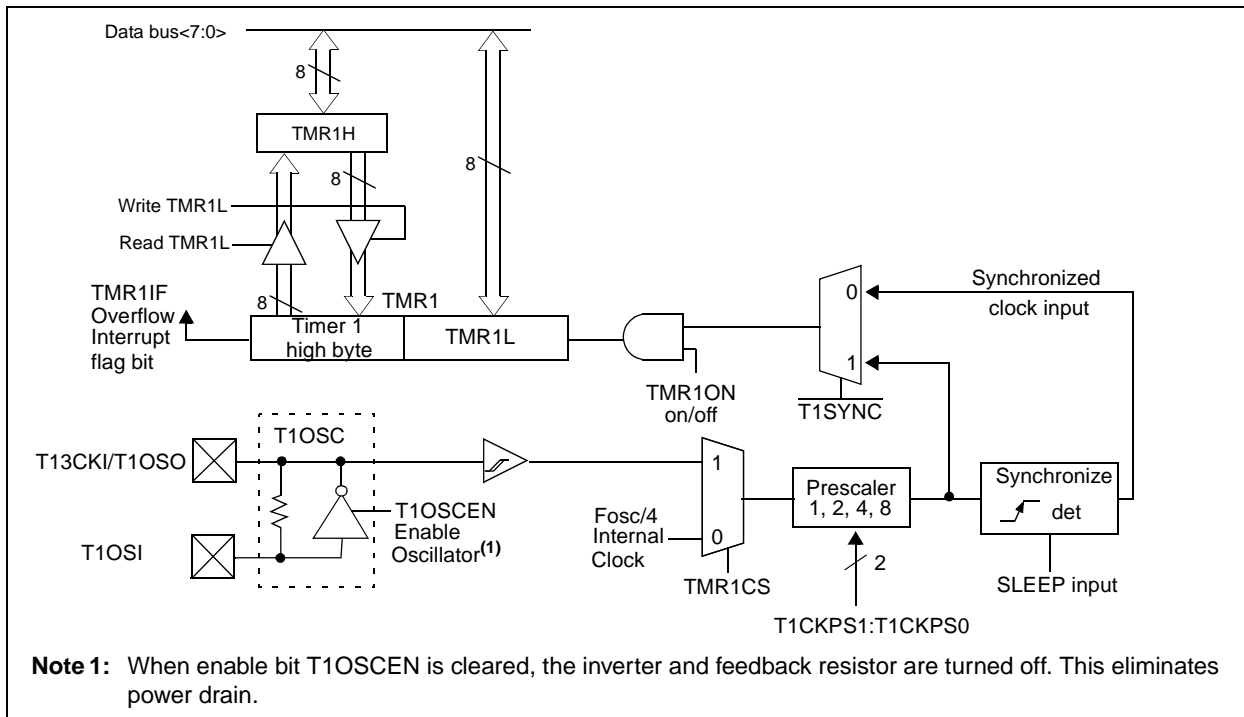 Data bus<7:0>
8
TMR1H
8
8
Write TMR1L
Read TMR1L
8
TMR1
TMR1IF
Overflow
Interrupt
flag bit
Timer 1
high byte
TMR1L
TMR1ON
on/off
0
1
T1SYNC
Synchronized
clock input
T1OSC
T13CKI/T1OSO
T1OSI
T1OSCEN
Enable
Oscillator(1)
Fosc/4
Internal
Clock
1
0
TMR1CS
Prescaler
1, 2, 4, 8
2
T1CKPS1:T1CKPS0
Synchronize
det
SLEEP input
Note 1: When enable bit T1OSCEN is cleared, the inverter and feedback resistor are turned off. This eliminates
power drain.